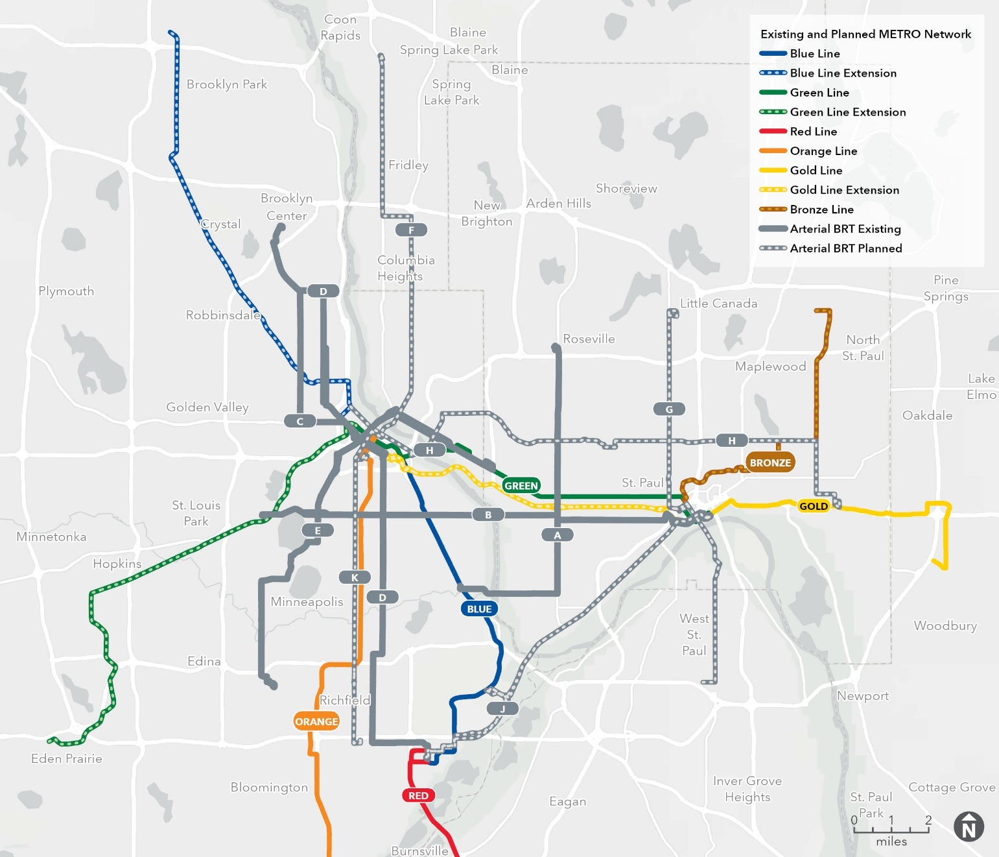 Coon
Rapids
Blaine
Spring Lake Park
Blaine
Spring
Lake Park
Brooklyn Park
Existing and Planned METRO Network
Blue Line
Blue Line Extension
Green Line
Green Line Extension
Red Line
Orange Line
Gold Line
Gold Line Extension
Bronze Line
Arterial BRT Existing
Arterial BRT Planned
Fridley
Shoreview
Brooklyn
Center
New
Brighton
Arden Hills
Crystal
F
Columbia
Heights
Plymouth
D
Pine
Springs
Little Canada
Robbinsdale
Roseville
North
St. Paul
Maplewood
Lake
Elmo
Golden Valley
G
Oakdale
C
H
H
BRONZE
GREEN
St. Paul
St. Louis
Park
GOLD
B
E
A
Minnetonka
Hopkins
K
D
Minneapolis
BLUE
West
St.
Paul
Woodbury
Edina
Richfield
J
Newport
ORANGE
Eden Prairie
Bloomington
RED
Eagan
Inver Grove
Heights
Cottage Grove
St. Paul
Park
Burnsville
0 1 2
miles
N